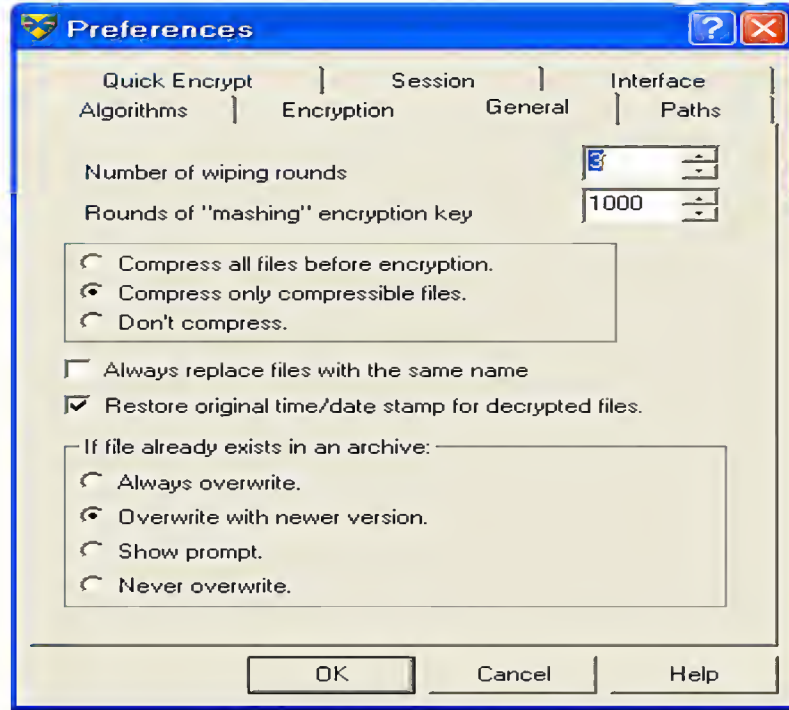 Preferences
Quick Encrypt Session Interface
Algorithms Encryption General Paths
Number of wiping rounds 3
Rounds of "mashing" encryption key 1000
Compress all files before encryption.
Compress only compressible files.
Don't compress.
Always replace files with the same name
Restore original time/date stamp for decrypted files.
If file already exists in an archive:
Always overwrite.
Overwrite with newer version.
Show prompt.
Never overwrite.
OK Cancel Help